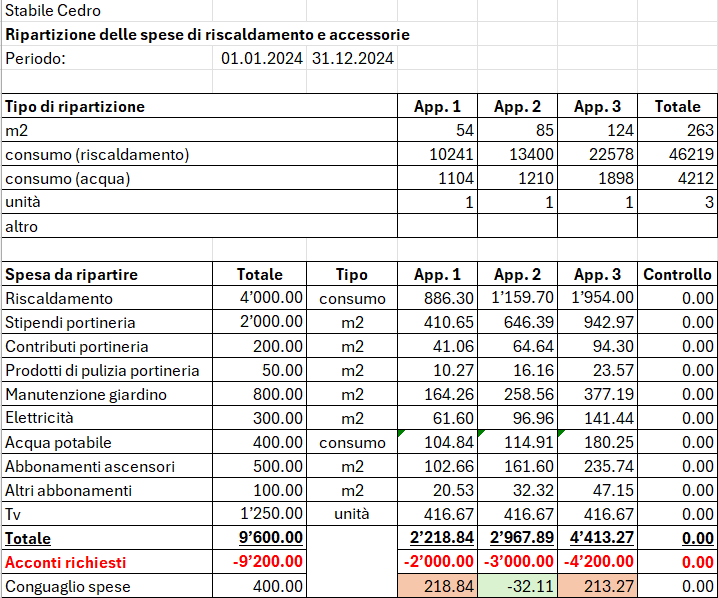 Stabile Cedro
Ripartizione delle spese di riscaldamento e accessorie
Periodo: 01.01.2024 31.12.2024
Tipo di ripartizione App. 1 App. 2 App. 3 Totale
m2 54 85 124 263
consumo (riscaldamento) 10241 13400 22578 46219
consumo (acqua) 1104 1210 1898 4212
unità 1 1 1 3
altro
Spesa da ripartire Totale Tipo App. 1 App. 2 App. 3 Controllo
Riscaldamento 4’000.00 consumo 886.30 1’159.70 1’954.00 0.00
Stipendi portineria 2’000.00 m2 410.65 646.39 942.97 0.00
Contributi portineria 200.00 m2 41.06 64.64 94.30 0.00
Prodotti di pulizia portineria 50.00 m2 10.27 16.16 23.57 0.00
Manutenzione giardino 800.00 m2 164.26 258.56 377.19 0.00
Elettricità 300.00 m2 61.60 96.96 141.44 0.00
Acqua potabile 400.00 consumo 104.84 114.91 180.25 0.00
Abbonamenti ascensori 500.00 m2 102.66 161.60 235.74 0.00
Altri abbonamenti 100.00 m2 20.53 32.32 47.15 0.00
Tv 1’250.00 unità 416.67 416.67 416.67 0.00
Totale 9’600.00 2’218.84 2’967.89 4’413.27 0.00
Acconti richiesti -9’200.00 -2’000.00 -3’000.00 -4’200.00 0.00
Conguaglio spese 400.00 218.84 -32.11 213.27 0.00